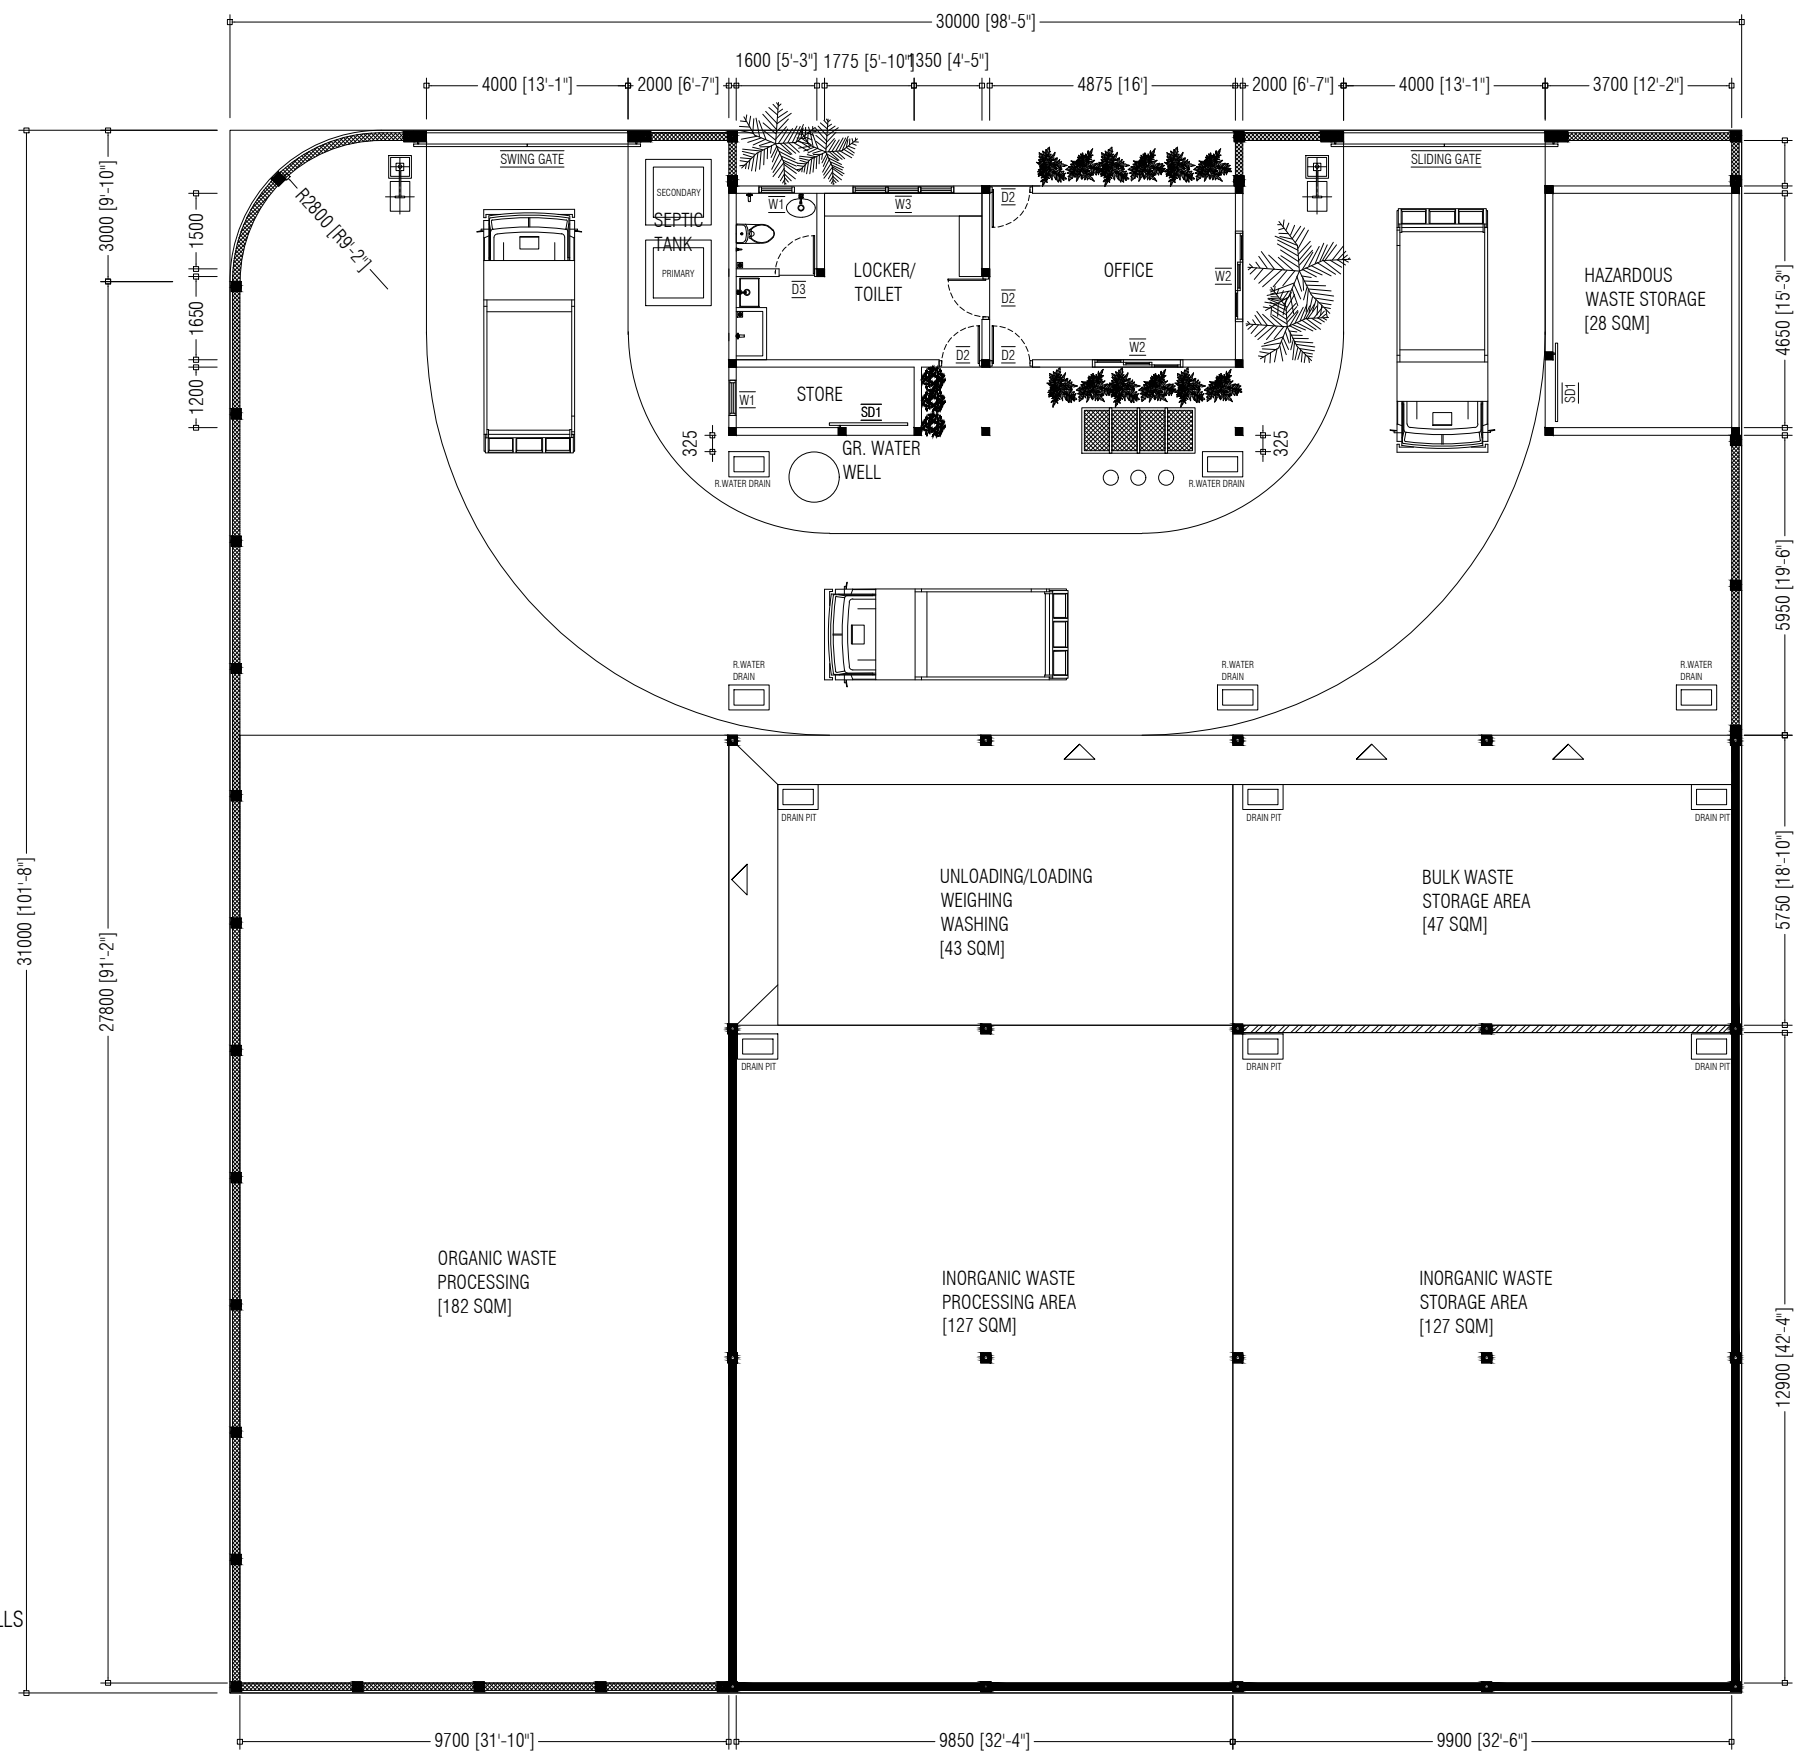 30000 [98'-5"]
1600 [5'-3"]
1775 [5'-10"]
1350 [4'-5"]
4000 [13'-1"]
2000 [6'-7"]
4875 [16']
2000 [6'-7"]
4000 [13'-1"]
3700 [12'-2"]
SWING GATE
SLIDING GATE
3000 [9'-10"]
1500
1650
1200
R2800 [R9'-2"]
SECONDARY
SEPTIC
TANK
PRIMARY
W1
W3
D2
D3
LOCKER/
TOILET
OFFICE
W2
D2
D2
D2
W2
HAZARDOUS
WASTE STORAGE
[28 SQM]
4650 [15'-3"]
SD1
W1
STORE
SD1
325
GR. WATER
WELL
325
R.WATER DRAIN
R.WATER DRAIN
5950 [19'-6"]
R.WATER
DRAIN
R.WATER
DRAIN
R.WATER
DRAIN
31000 [101'-8"]
27800 [91'-2"]
DRAIN PIT
DRAIN PIT
DRAIN PIT
UNLOADING/LOADING
WEIGHING
WASHING
[43 SQM]
BULK WASTE
STORAGE AREA
[47 SQM]
5750 [18'-10"]
DRAIN PIT
DRAIN PIT
DRAIN PIT
ORGANIC WASTE
PROCESSING
[182 SQM]
INORGANIC WASTE
PROCESSING AREA
[127 SQM]
INORGANIC WASTE
STORAGE AREA
[127 SQM]
12900 [42'-4"]
LLS
9700 [31'-10"]
9850 [32'-4"]
9900 [32'-6"]